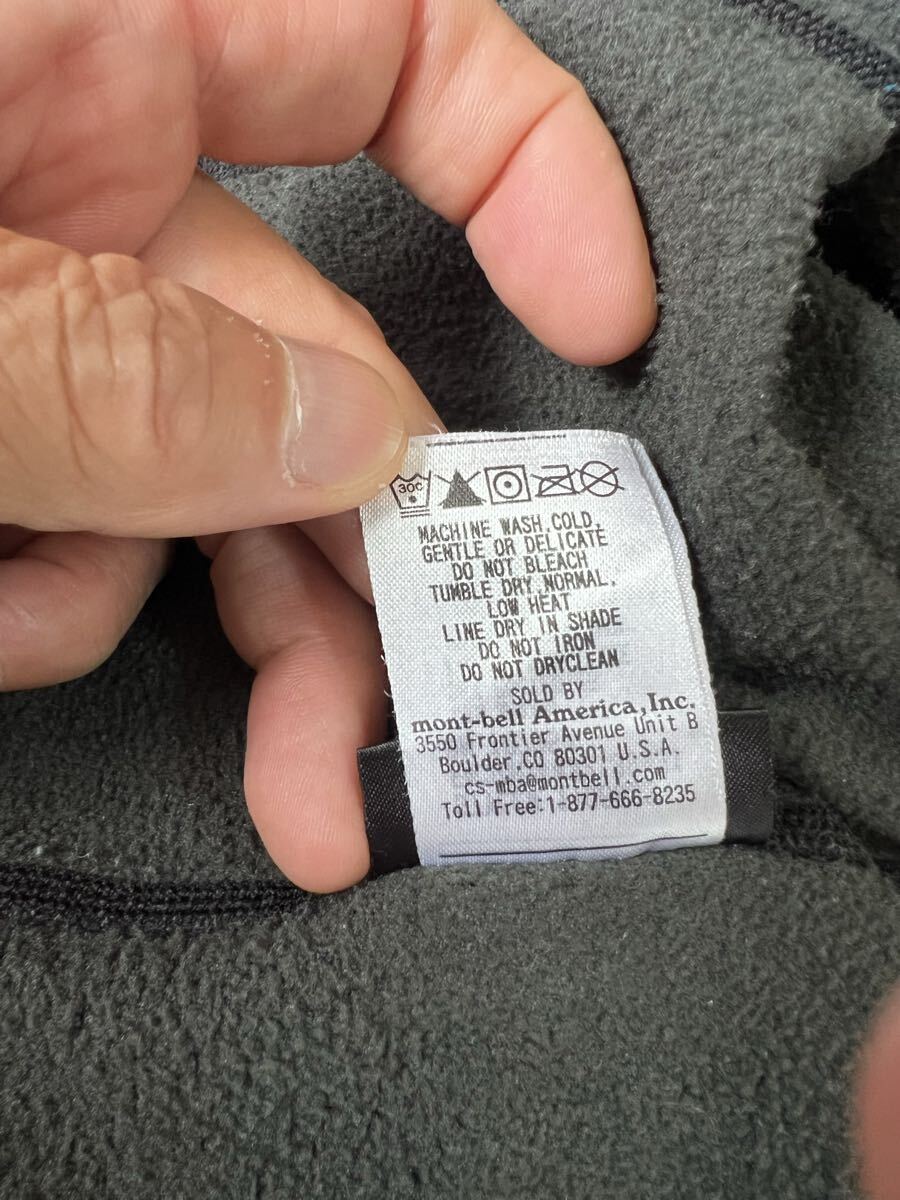 30C
MACHINE WASH COLD,
GENTLE OR DELICATE
DO NOT BLEACH
TUMBLE DRY NORMAL,
LOW HEAT
LINE DRY IN SHADE
DO NOT IRON
DO NOT DRYCLEAN
SOLD BY
mont-bell America,Inc.
3550 Frontier Avenue Unit B
Boulder,CO 80301 U.S.A.
cs-mba@montbell.com
Toll Free:1-877-666-8235